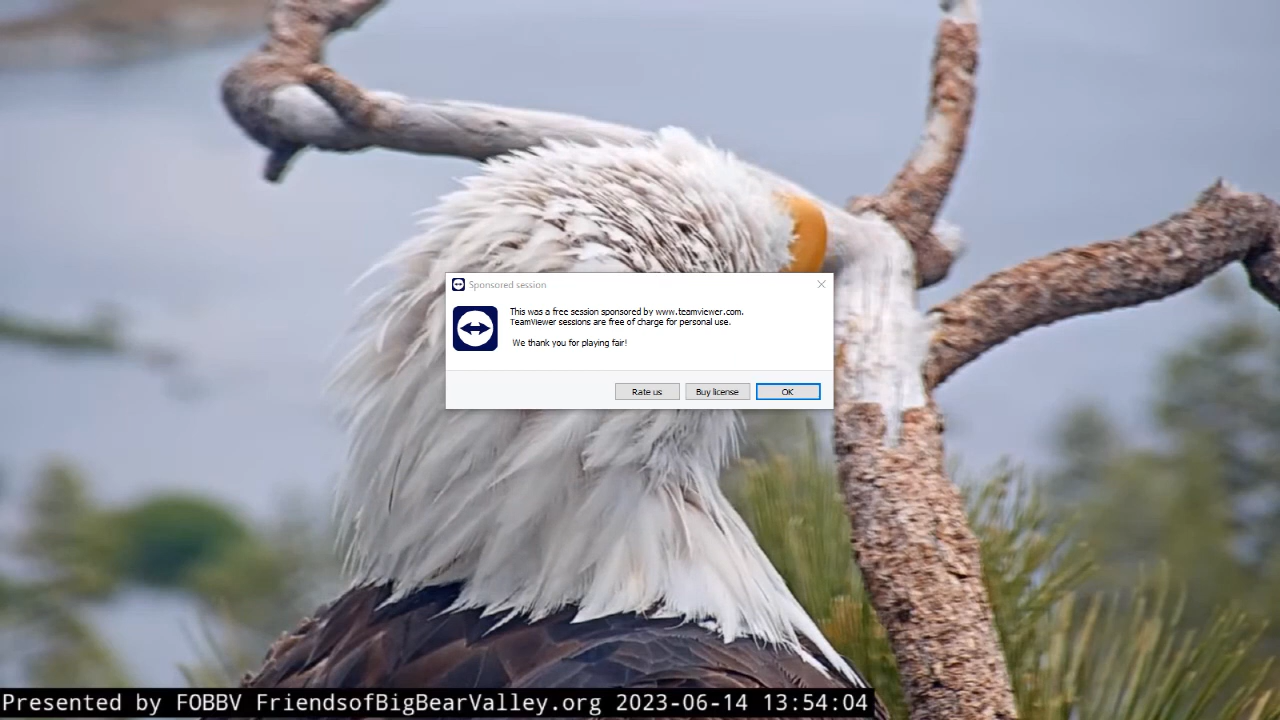 Sponsored session
This was a free session sponsored by www.teamviewer.com.
TeamViewer sessions are free of charge for personal use.
We thank you for playing fair!
Rate us
Buy license
OK
Presented by FOBBV FriendsofBigBearValley.org 2023-06-14 13:54:04